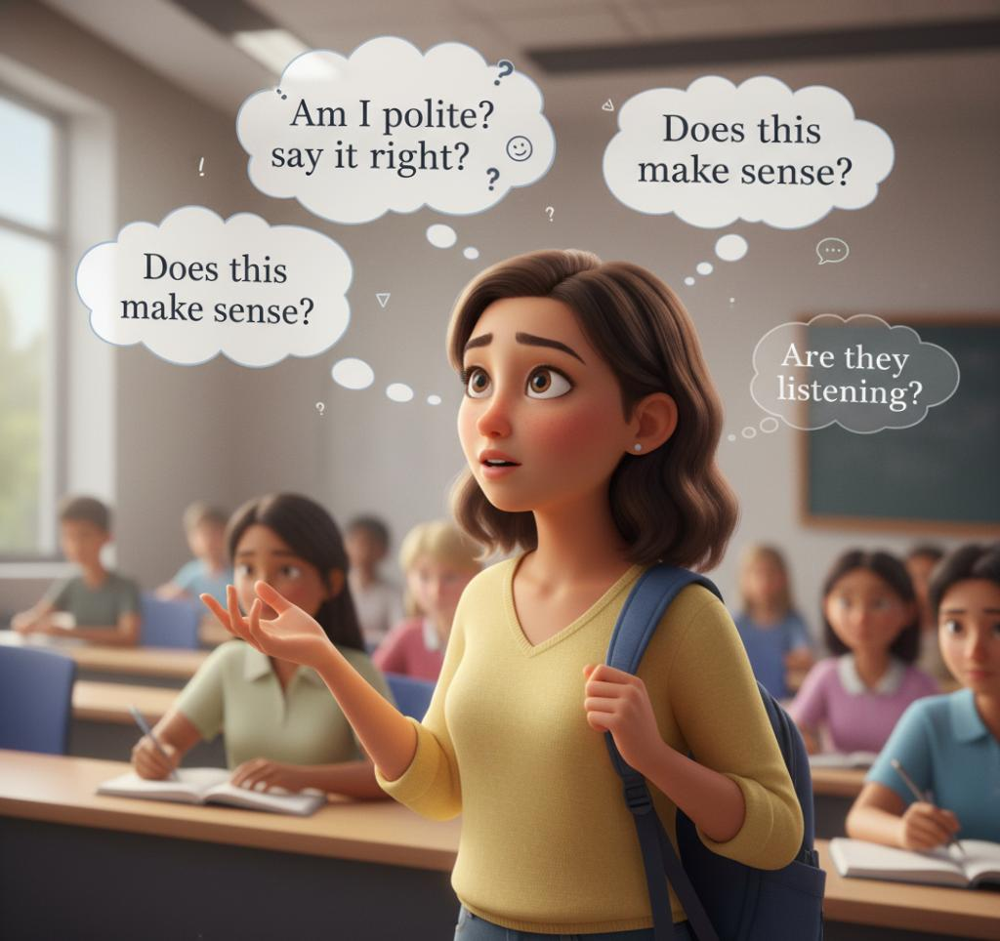 Am I polite?
say it right?
Does this
make sense?
Does this
make sense?
Are they
listening?